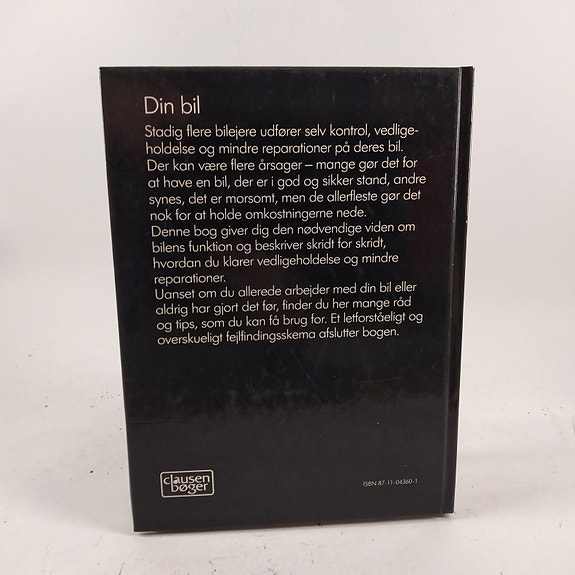 Din bil
Stadig flere bilejere udfører selv kontrol, vedlige-
holdelse og mindre reparationer på deres bil.
Der kan være flere årsager – mange gør det for
at have en bil, der er i god og sikker stand, andre
synes, det er morsomt, men de allerfleste gør det
nok for at holde omkostningerne nede.
Denne bog giver dig den nødvendige viden om
bilens funktion og beskriver skridt for skridt,
hvordan du klarer vedligeholdelse og mindre
reparationer.
Uanset om du allerede arbejder med din bil eller
aldrig har gjort det før, finder du her mange råd
og tips, som du kan få brug for. Et letforståeligt og
overskueligt fejlfindingsskema afslutter bogen.
clausen
bøger
ISBN 87-11-04360-1